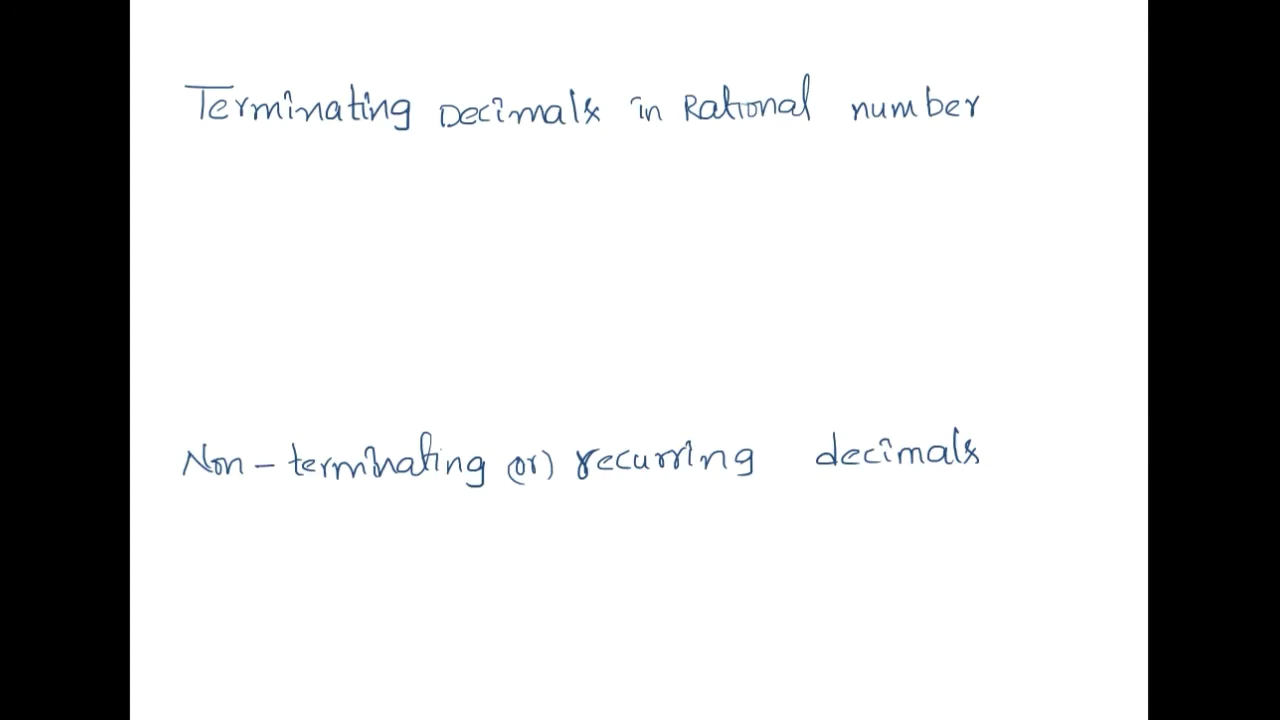 Terminating Decimals in Rational number
Non-terminating (or) recurring decimals